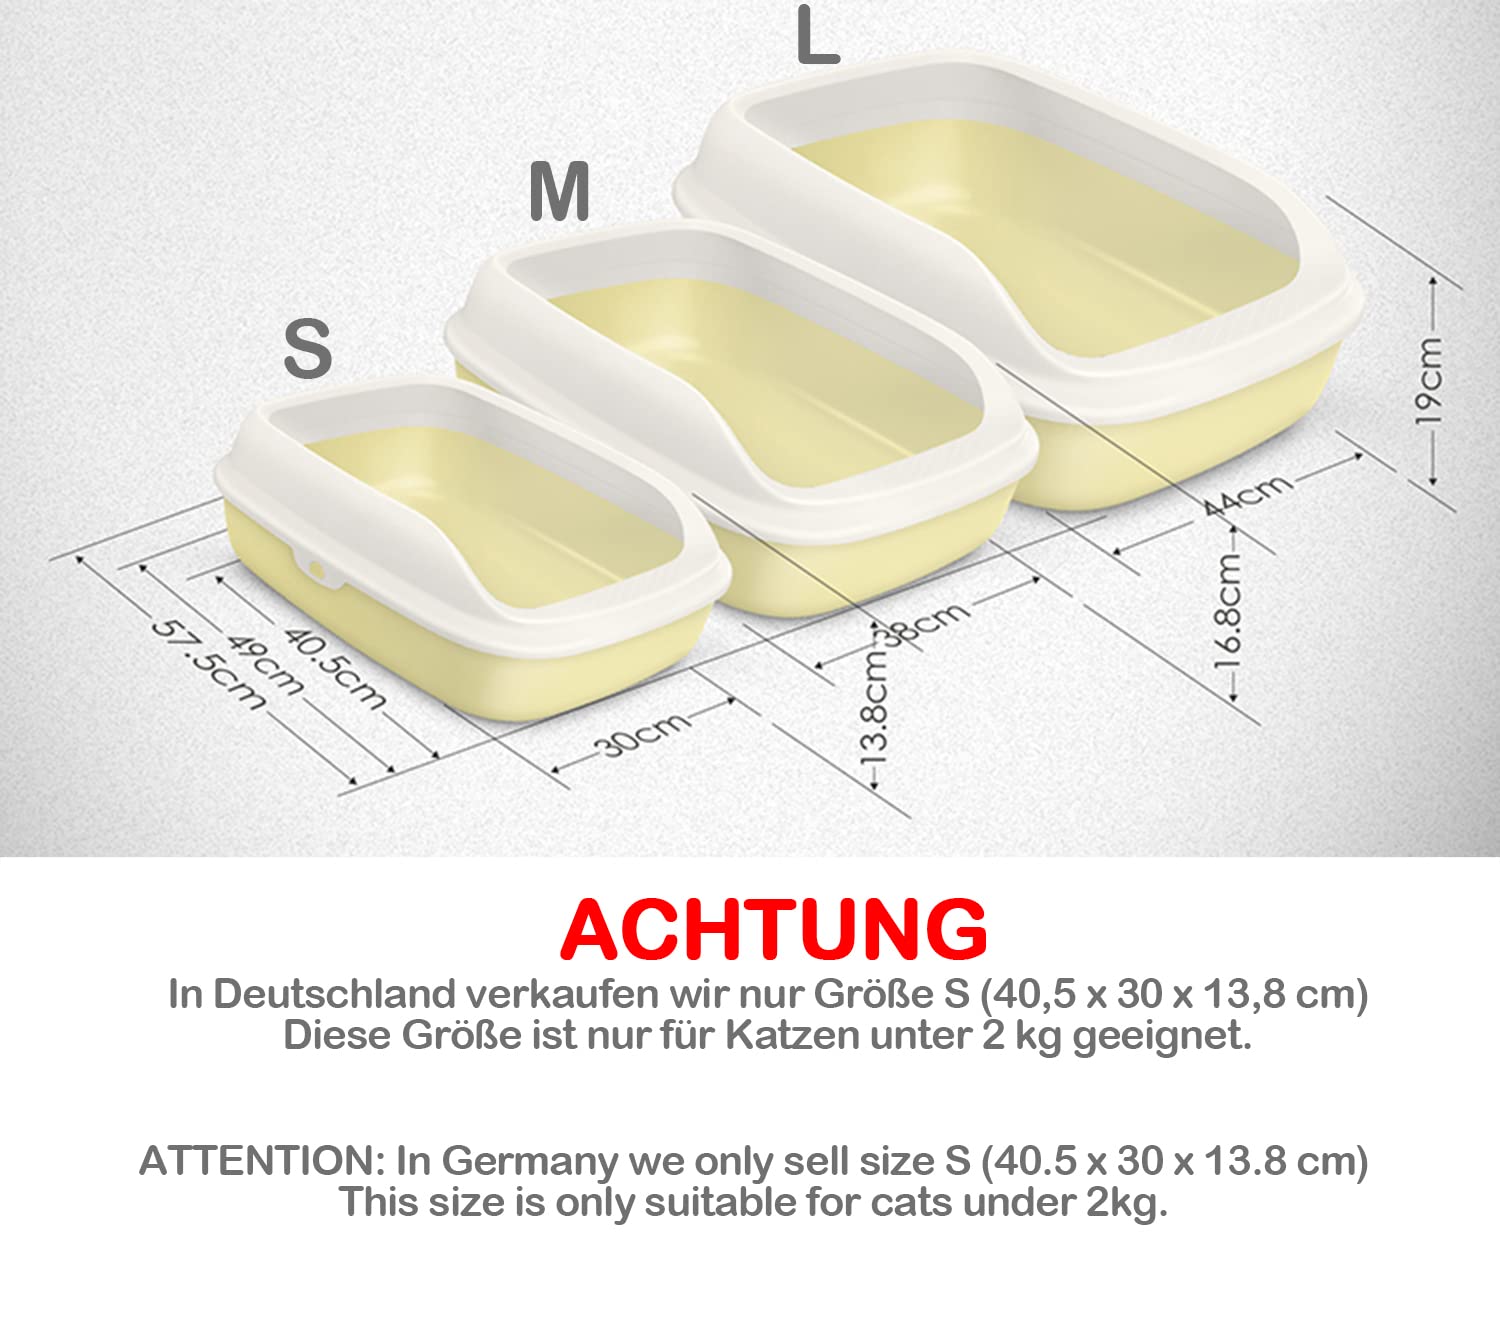 L
M
S
19cm
44cm
16.8cm
38cm
13.8cm
30cm
40.5cm
49cm
57.5cm
ACHTUNG
In Deutschland verkaufen wir nur Größe S (40,5 x 30 x 13,8 cm)
Diese Größe ist nur für Katzen unter 2 kg geeignet.
ATTENTION: In Germany we only sell size S (40.5 x 30 x 13.8 cm)
This size is only suitable for cats under 2kg.